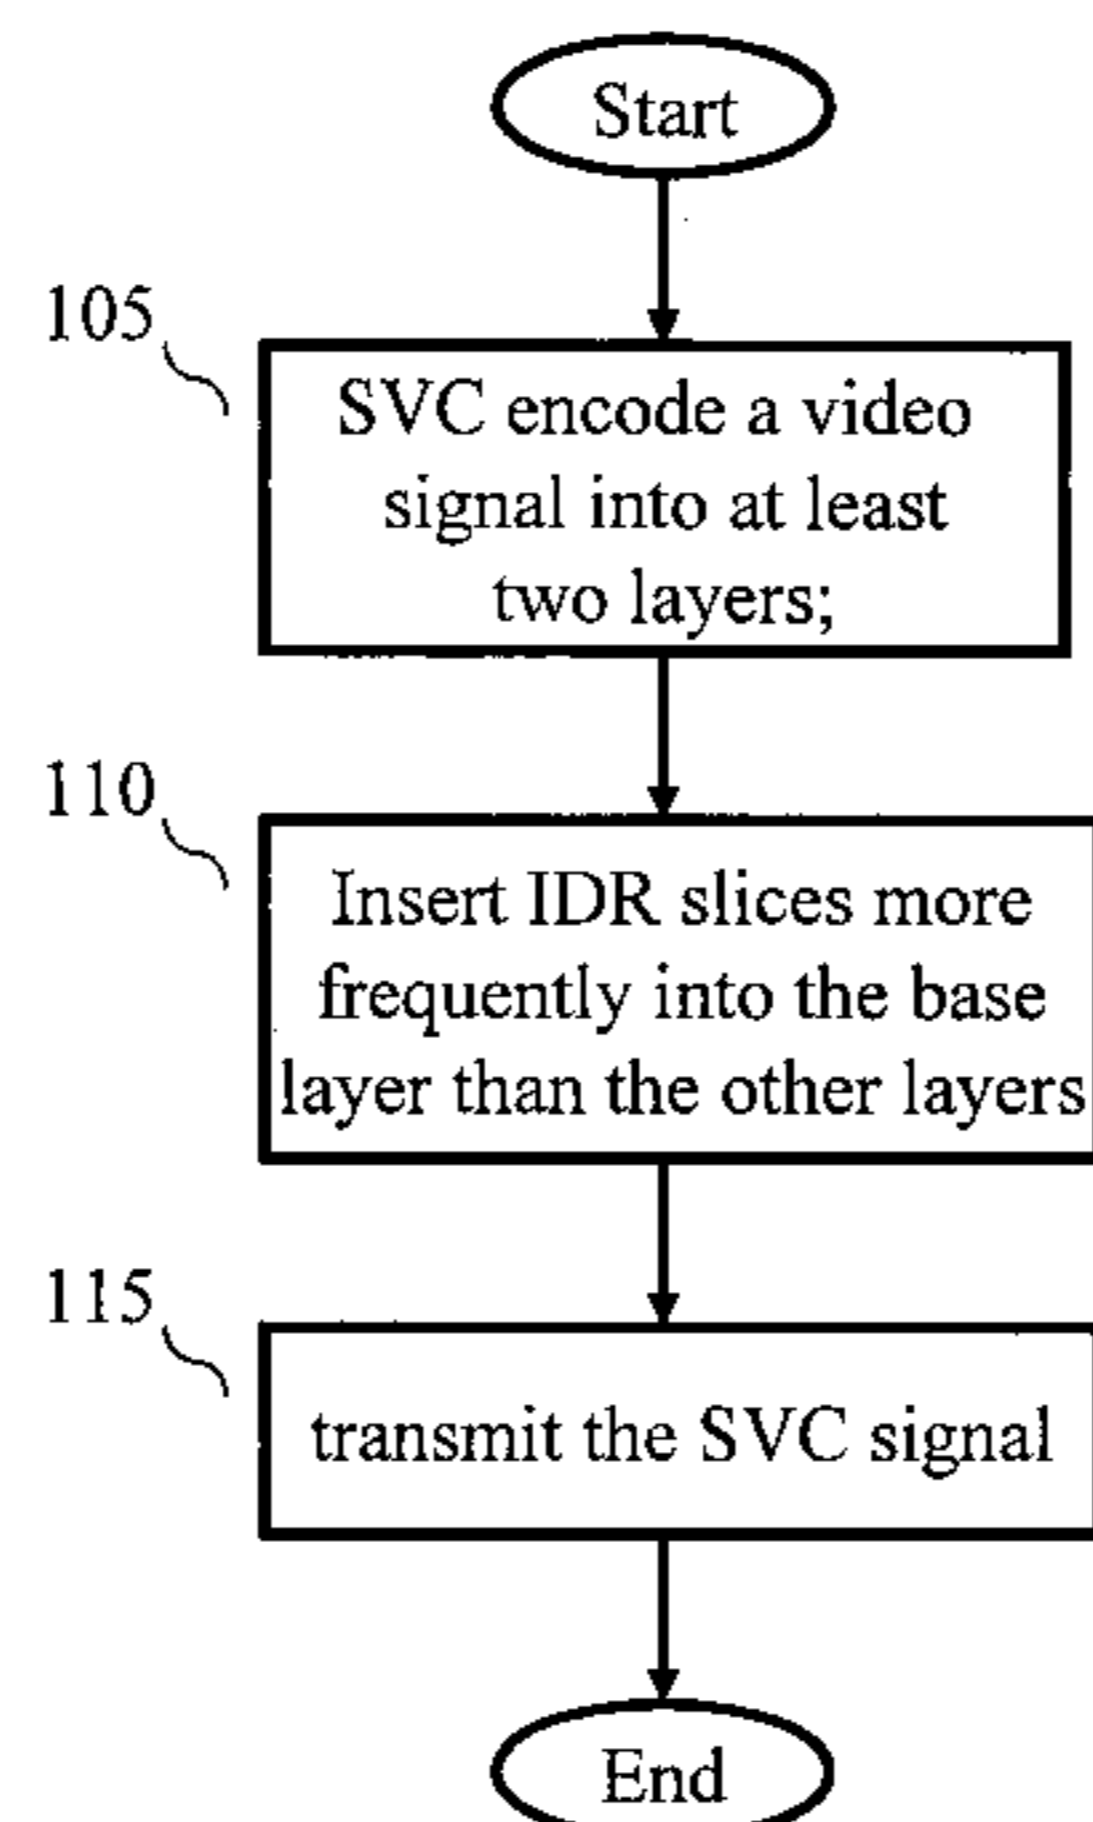 Start
105
SVC encode a video
signal into at least
two layers;
110
Insert IDR slices more
frequently into the base
layer than the other layers
115
transmit the SVC signal
End